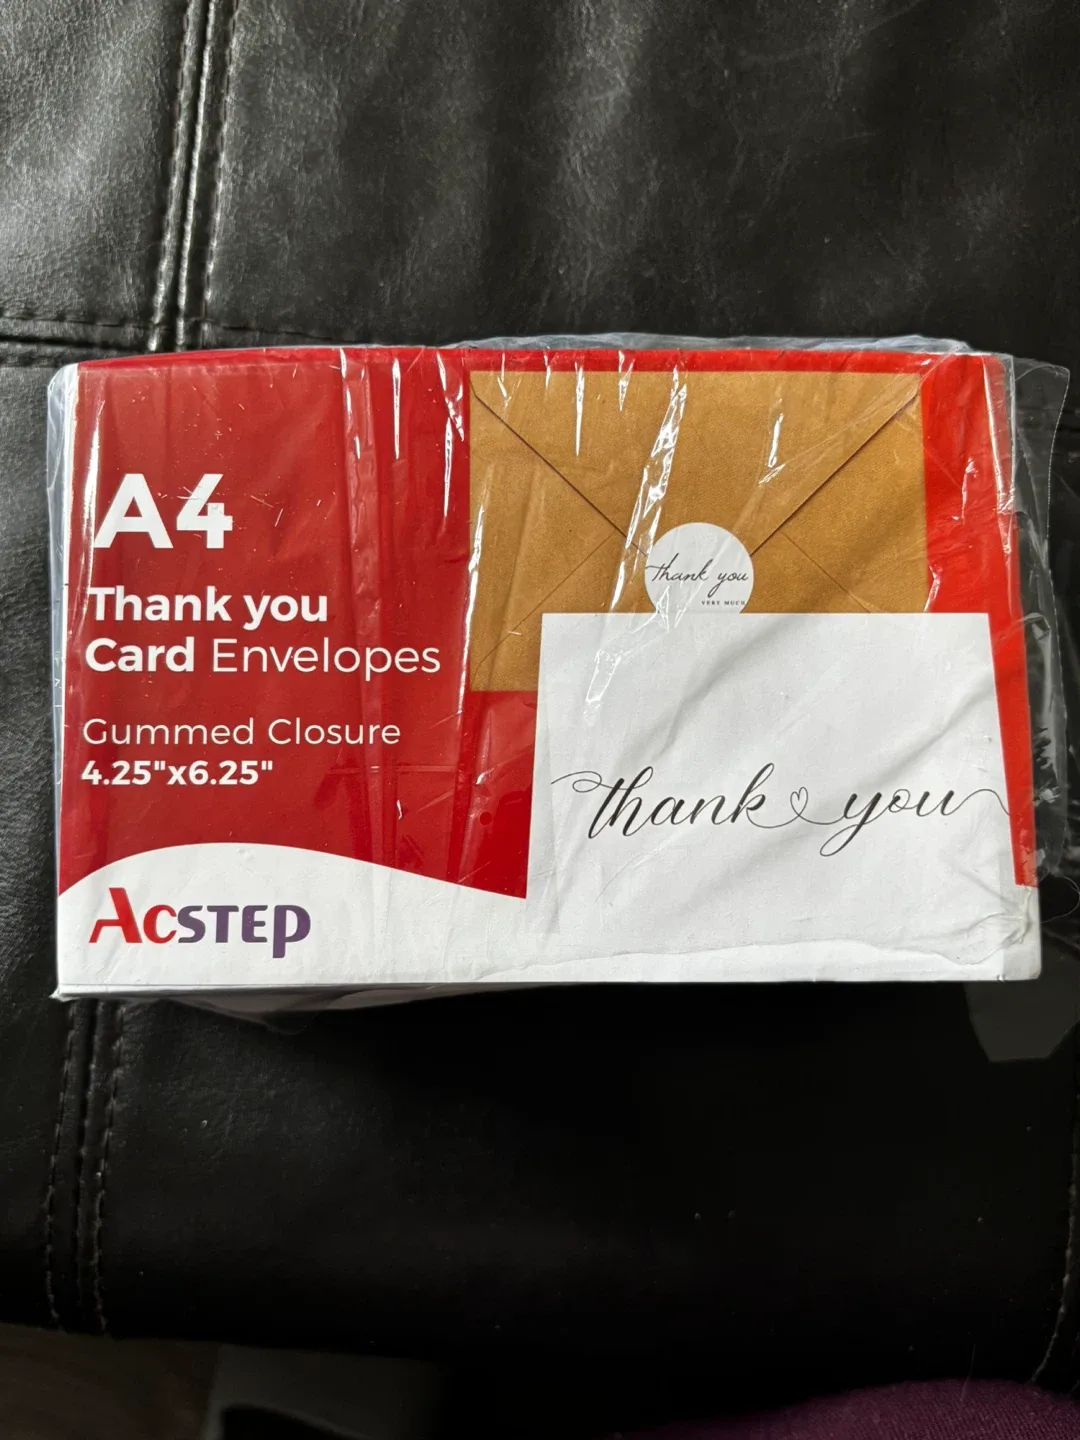 A4
Thank you
Card Envelopes
Gummed Closure
4.25"x6.25"
ACSTEP
thank you
VERY MUCH
thank you